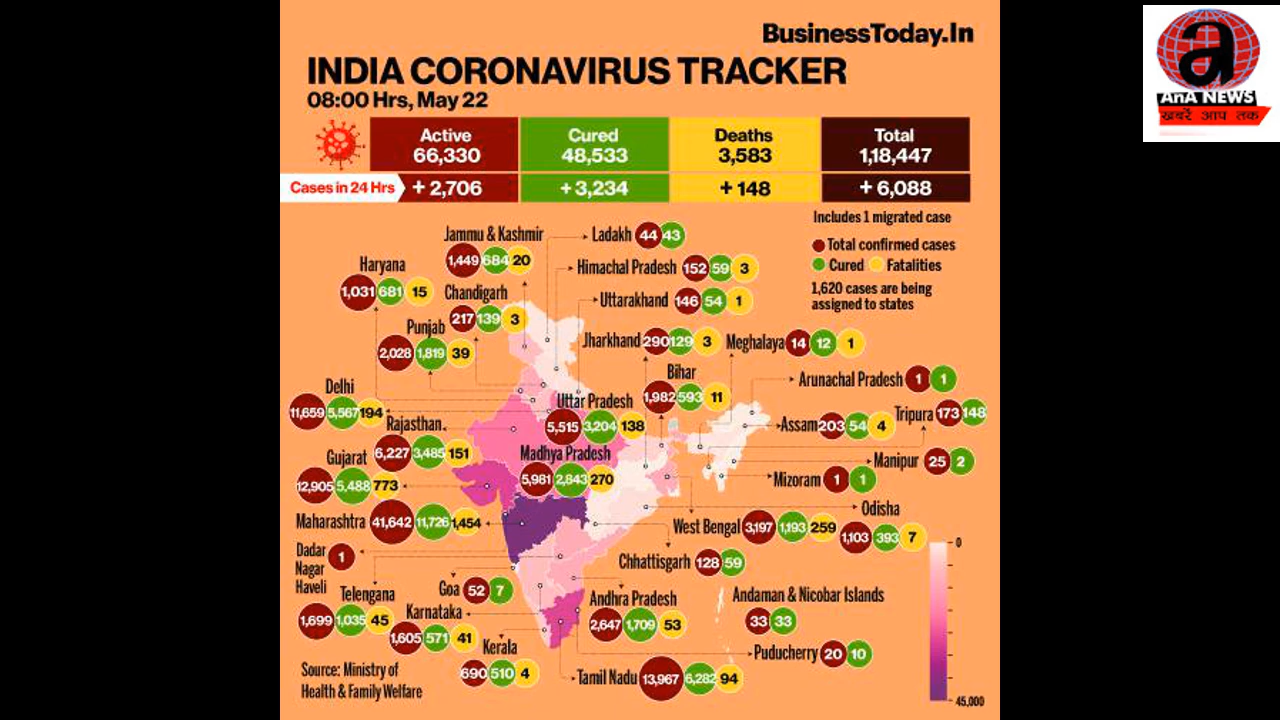 BusinessToday.In
a
AnA NEWS
खबरें आप तक
INDIA CORONAVIRUS TRACKER
08:00 Hrs, May 22
Active Cured Deaths Total
66,330 48,533 3,583 1,18,447
Cases in 24 Hrs +2,706 +3,234 +148 +6,088
Includes 1 migrated case
Total confirmed cases
Cured Fatalities
1,620 cases are being
assigned to states
Jammu & Kashmir
1,449 684 20
Ladakh 44 43
Himachal Pradesh 152 59 3
Haryana
1,031 681 15
Chandigarh
217 139 3
Uttarakhand 146 54 1
Punjab
2,028 1,819 39
Jharkhand 290 129 3
Meghalaya 14 12 1
Bihar
1,982 593 11
Arunachal Pradesh 1 1
Delhi
11,659 5,567 194
Uttar Pradesh
5,515 3,204 138
Tripura 173 148
Assam 203 54 4
Rajasthan
6,227 3,485 151
Madhya Pradesh
5,981 2,843 270
Manipur 25 2
Gujarat
12,905 5,488 773
Mizoram 1 1
Odisha
1,103 393 7
Maharashtra 41,642 11,726 1,454
West Bengal 3,197 1,193 259
Dadar
Nagar
Haveli
1
Chhattisgarh 128 59
Goa 52 7
Telengana
1,699 1,035 45
Andhra Pradesh
2,647 1,709 53
Andaman & Nicobar Islands
33 33
Karnataka
1,605 571 41
Kerala
690 510 4
Puducherry 20 10
Tamil Nadu 13,967 6,282 94
0
45,000
Source: Ministry of
Health & Family Welfare